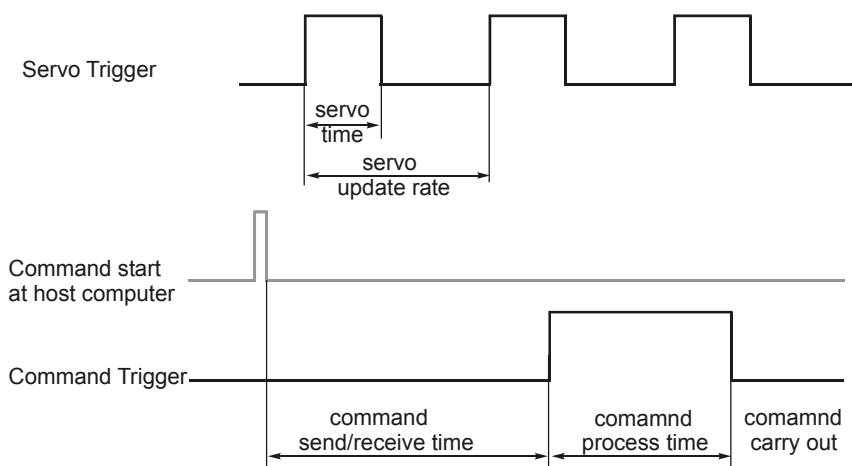 Servo Trigger
servo
time
servo
update rate
Command start
at host computer
Command Trigger
command
send/receive time
comamnd
process time
comamnd
carry out